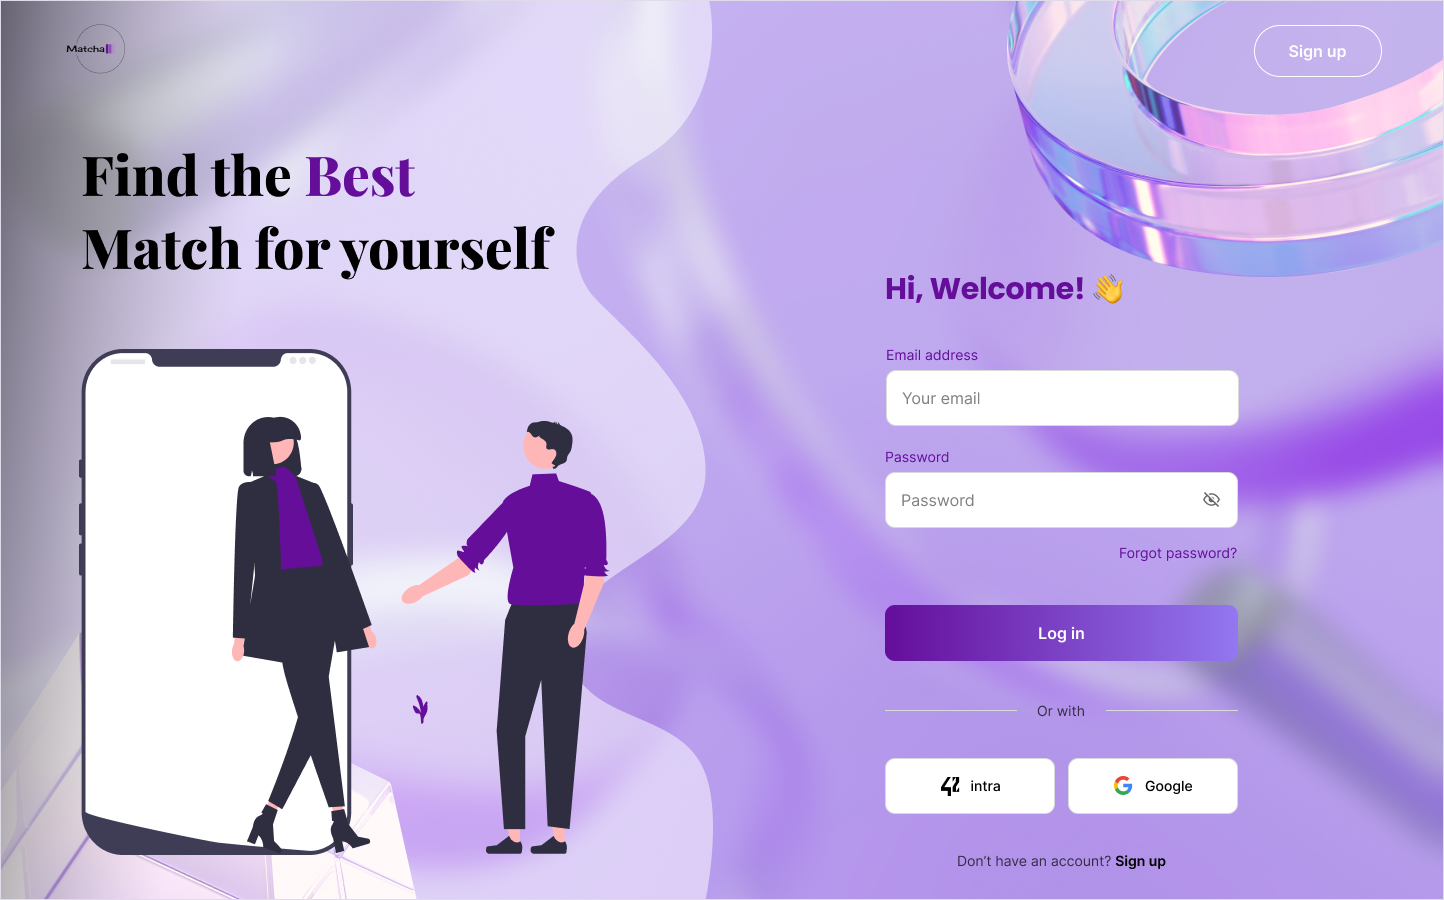 Matcha
Sign up
Find the Best
Match for yourself
Hi, Welcome! 👋
Email address
Your email
Password
Password
Forgot password?
Log in
Or with
42 intra
Google
Don’t have an account? Sign up